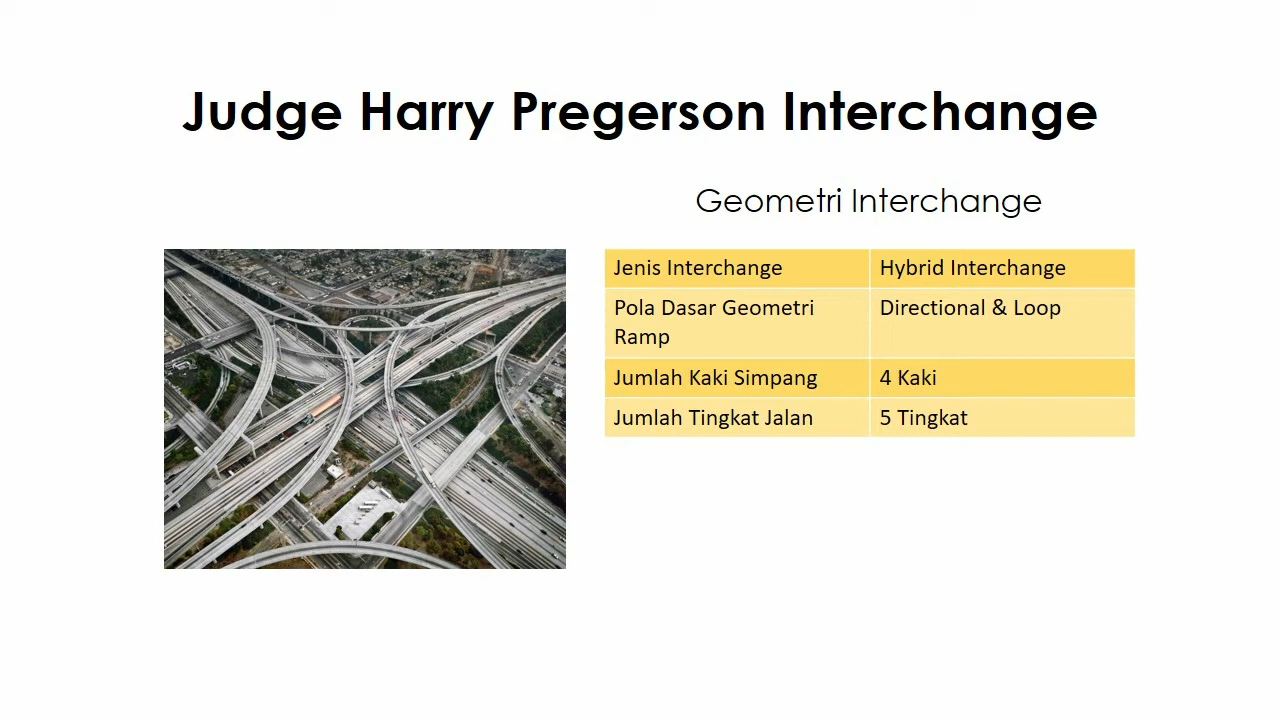 Judge Harry Pregerson Interchange
Geometri Interchange
Jenis Interchange Hybrid Interchange
Pola Dasar Geometri Directional & Loop
Ramp
Jumlah Kaki Simpang 4 Kaki
Jumlah Tingkat Jalan 5 Tingkat